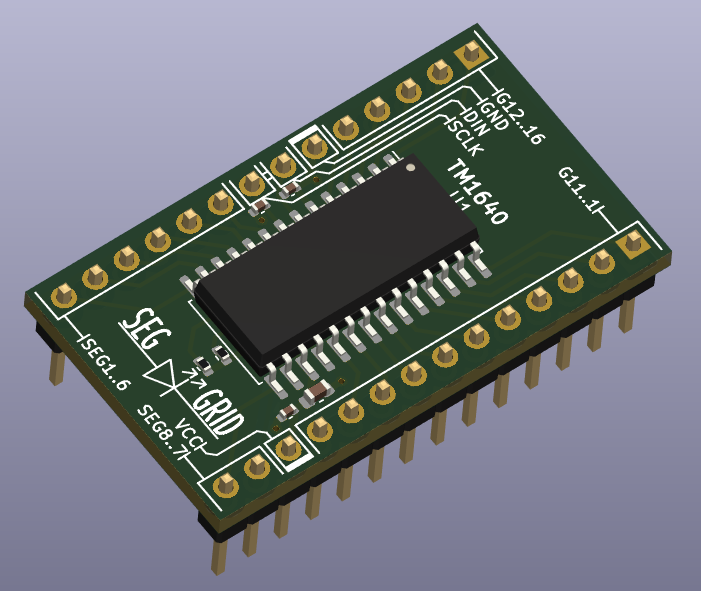 G12..16
GND
DIN
SCLK
TM1640
U1
G11..1
SEG
GRID
SEG1..6
VCC
SEG8..7